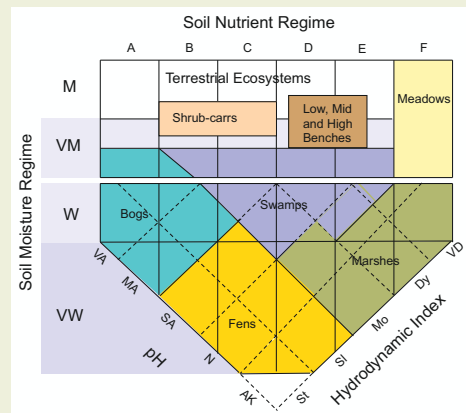 Soil Nutrient Regime
A B C D E F
Soil Moisture Regime
M
VM
W
VW
Terrestrial Ecosystems
Shrub-carrs
Low, Mid
and High
Benches
Meadows
Bogs
Swamps
Marshes
Fens
VA
MA
SA
N
AK
pH
St
Sl
Mo
Dy
VD
Hydrodynamic Index